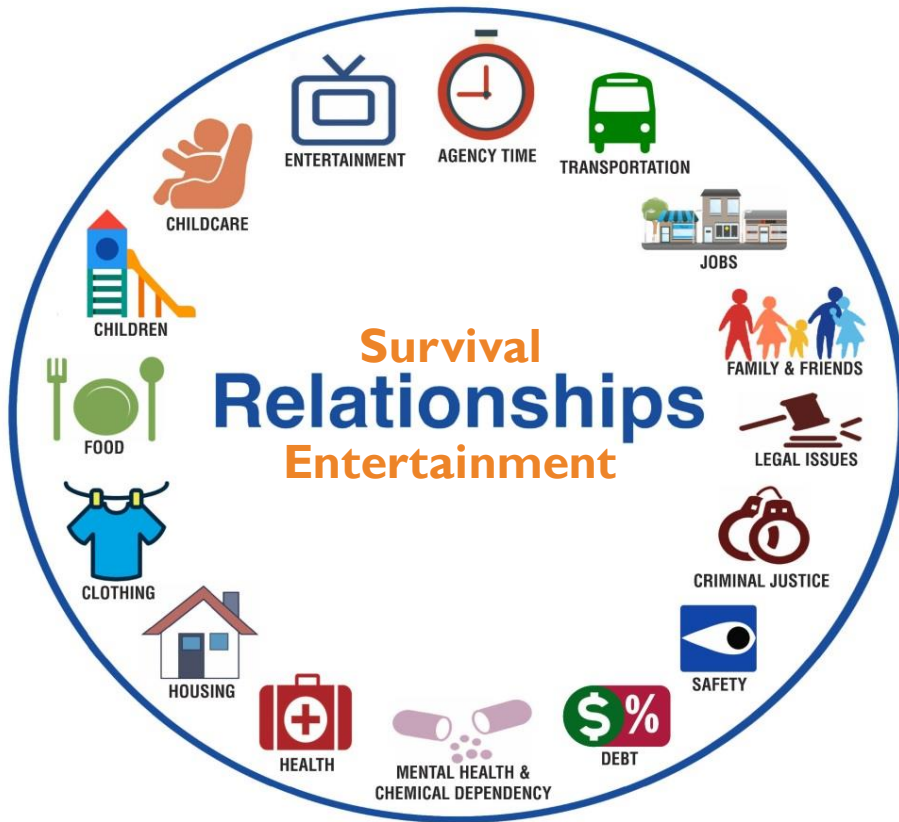 ENTERTAINMENT
AGENCY TIME
TRANSPORTATION
CHILDCARE
JOBS
CHILDREN
FAMILY & FRIENDS
Survival
Relationships
Entertainment
FOOD
LEGAL ISSUES
CLOTHING
CRIMINAL JUSTICE
HOUSING
SAFETY
HEALTH
MENTAL HEALTH &
CHEMICAL DEPENDENCY
$%
DEBT